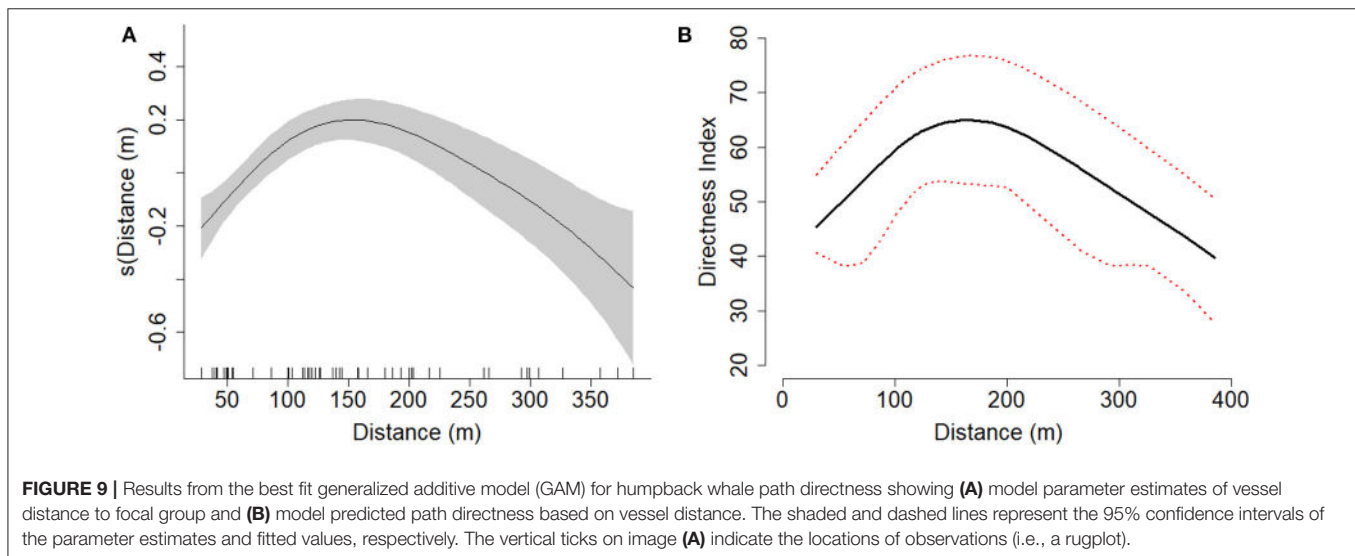 A
B
0.4
0.2
-0.2
-0.6
s(Distance (m)
50 100 150 200 250 300 350
Distance (m)
80
70
60
50
40
30
20
Directness Index
0 100 200 300 400
Distance (m)
FIGURE 9 | Results from the best fit generalized additive model (GAM) for humpback whale path directness showing (A) model parameter estimates of vessel
distance to focal group and (B) model predicted path directness based on vessel distance. The shaded and dashed lines represent the 95% confidence intervals of
the parameter estimates and fitted values, respectively. The vertical ticks on image (A) indicate the locations of observations (i.e., a rugplot).